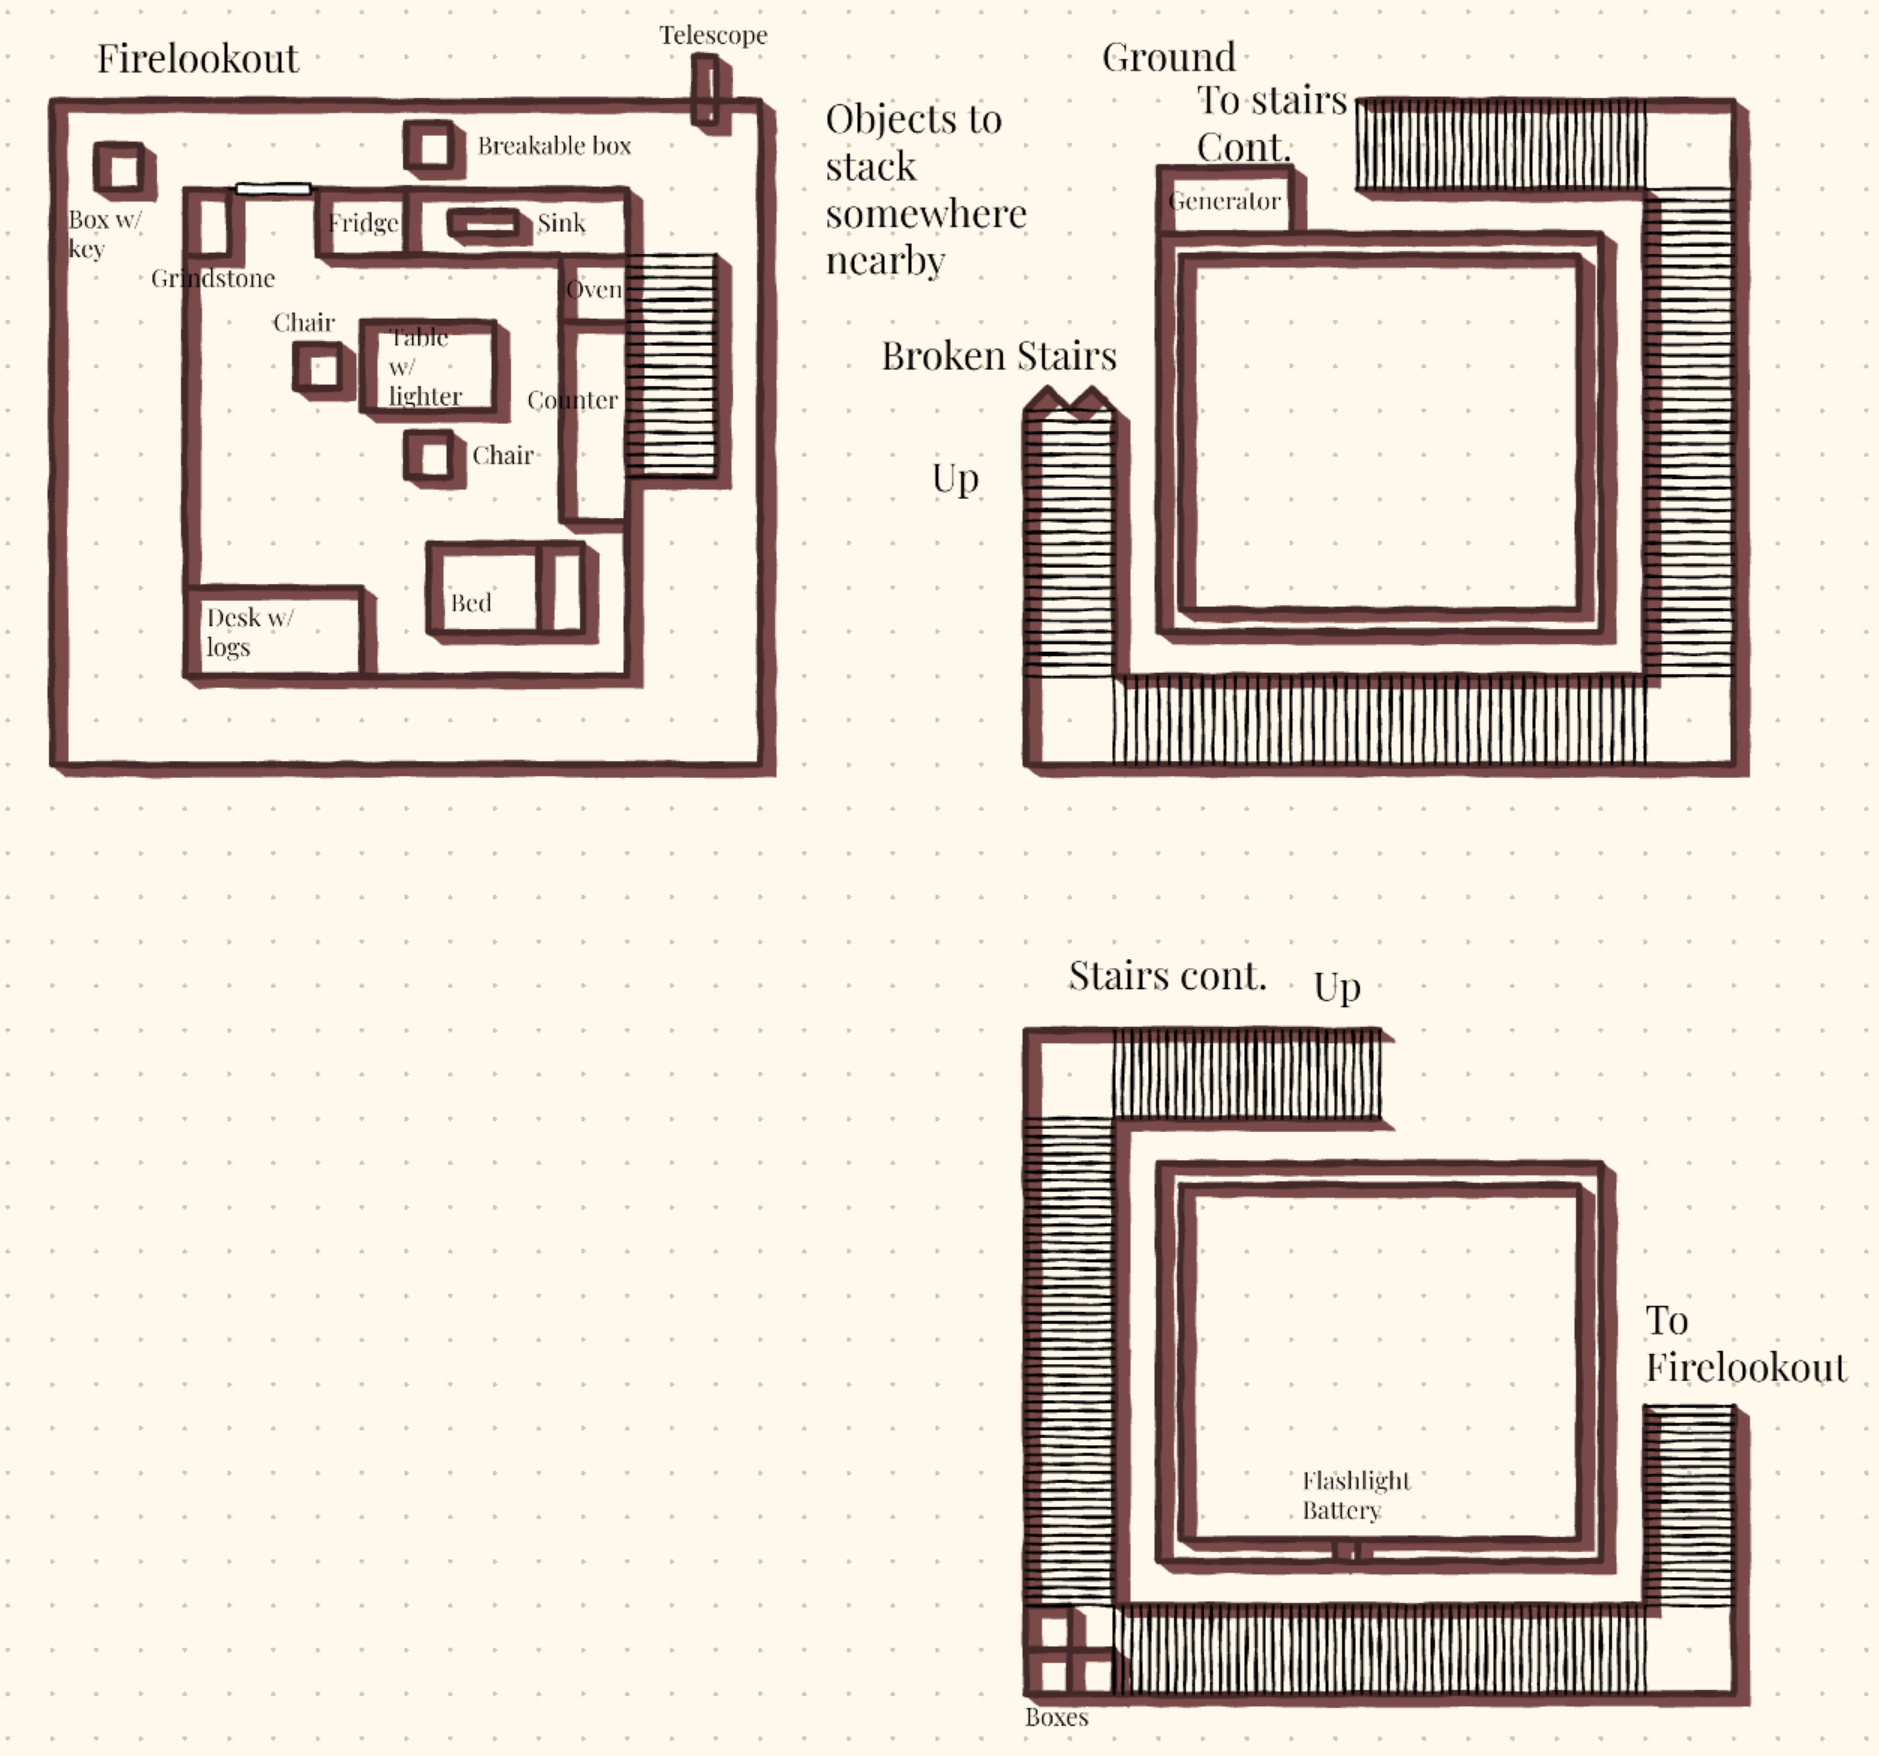 Firelookout
Telescope
Breakable box
Box w/
key
Fridge
Sink
Grindstone
Oven
Chair
Table
w/
lighter
Counter
Chair
Bed
Desk w/
logs
Objects to
stack
somewhere
nearby
Ground
To stairs
Cont.
Generator
Broken Stairs
Up
Stairs cont.
Up
To
Firelookout
Flashlight
Battery
Boxes